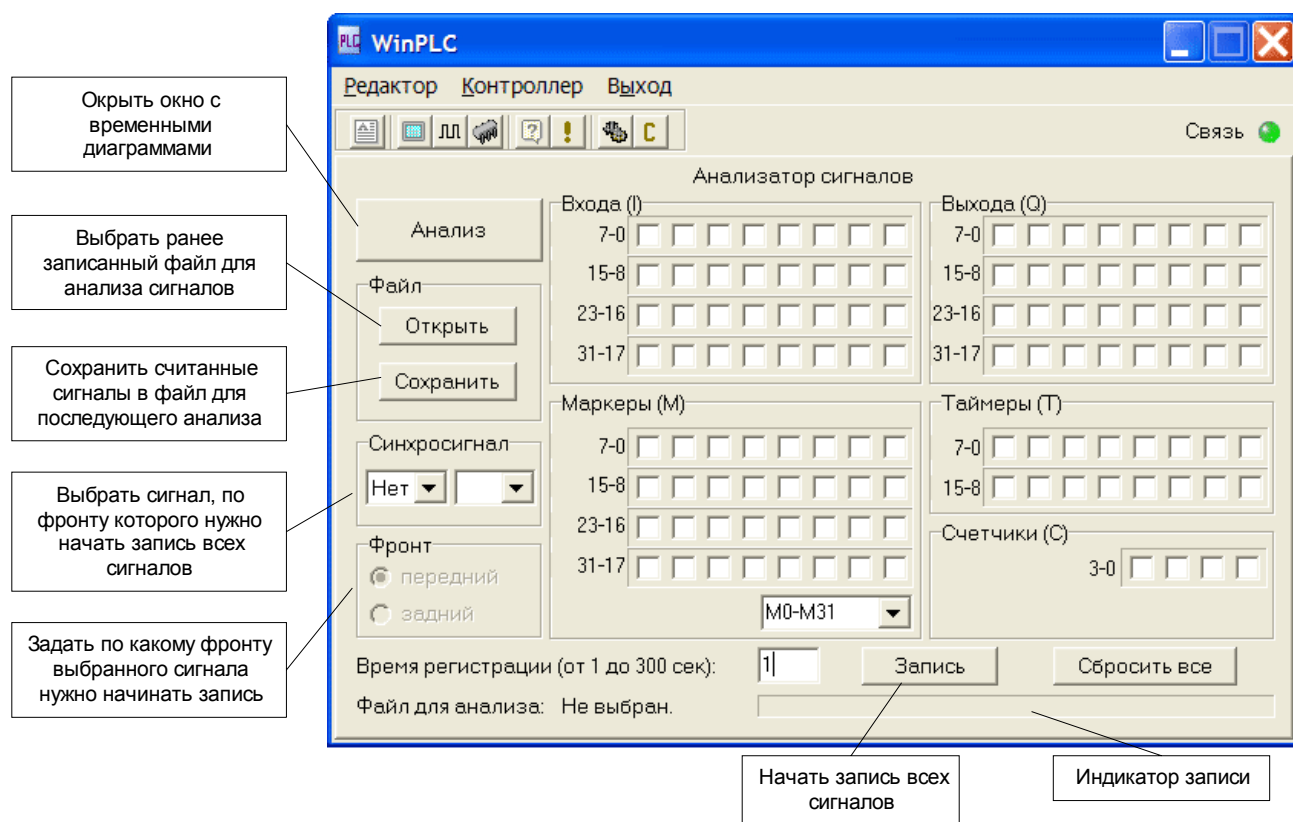 WinPLC
Редактор Контроллер Выход
PLC
C
Связь
Анализатор сигналов
Окрыть окно с
временными
диаграммами
Выбрать ранее
записанный файл для
анализа сигналов
Сохранить считанные
сигналы в файл для
последующего анализа
Выбрать сигнал, по
фронту которого нужно
начать запись всех
сигналов
Задать по какому фронту
выбранного сигнала
нужно начинать запись
Анализ
Файл
Открыть
Сохранить
Синхросигнал
Нет
Фронт
передний
задний
Входа (I)
7-0
15-8
23-16
31-17
Выхода (Q)
7-0
15-8
23-16
31-17
Маркеры (M)
7-0
15-8
23-16
31-17
M0-M31
Таймеры (T)
7-0
15-8
Счетчики (C)
3-0
Время регистрации (от 1 до 300 сек): 1 Запись Сбросить все
Файл для анализа: Не выбран.
Начать запись всех
сигналов
Индикатор записи